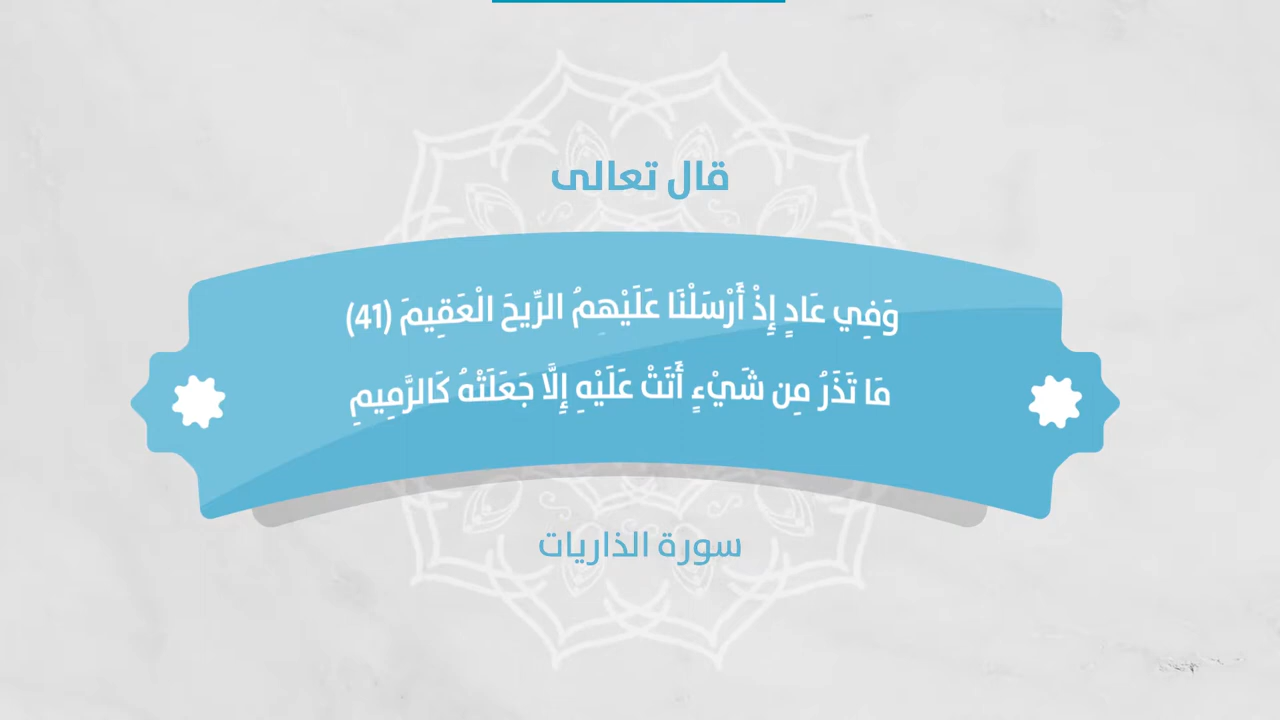 قال تعالى
وَفِي عَادٍ إِذْ أَرْسَلْنَا عَلَيْهِمُ الرِّيحَ الْعَقِيمَ (41)
مَا تَذَرُ مِن شَيْءٍ أَتَتْ عَلَيْهِ إِلَّا جَعَلَتْهُ كَالرَّمِيمِ
سورة الذاريات